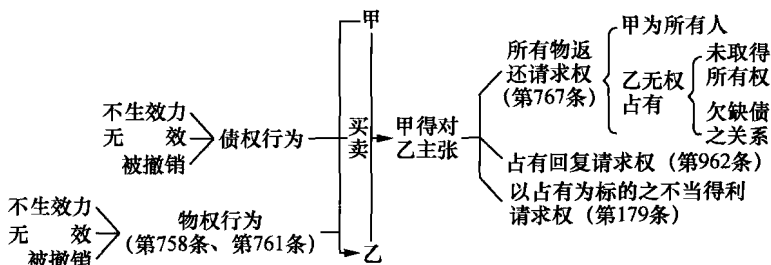 不生效力
无 效
被撤销
债权行为
不生效力
无 效
被撤销
物权行为
(第758条、第761条)
甲
买
卖
乙
甲得对
乙主张
所有物返
还请求权
(第767条)
甲为所有人
乙无权
占有
未取得
所有权
欠缺债
之关系
占有回复请求权（第962条）
以占有为标的之不当得利
请求权（第179条）